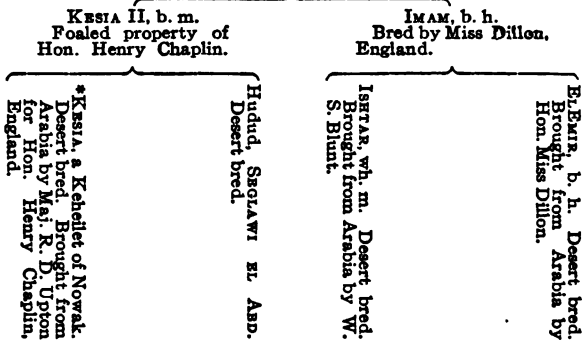 KESIA II, b. m.
Foaled property of
Hon. Henry Chaplin.
IMAM, b. h.
Bred by Miss Dillon,
England.
*KESIA, a Keheilet of Nowak.
Desert bred. Brought from
Arabia by Maj. R. D. Upton
for Hon. Henry Chaplin,
England.
Hudud, SEGLAWI EL ABD.
Desert bred.
ISHTAR, wh. m. Desert bred.
Brought from Arabia by W.
S. Blunt.
ELEMIR, b. h. Desert bred.
Brought from Arabia by
Hon. Miss Dillon.